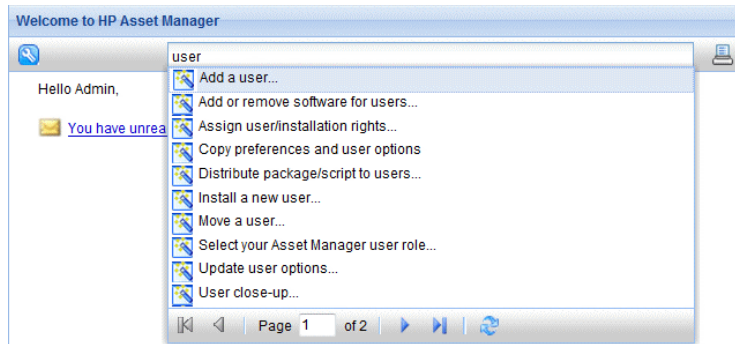 Welcome to HP Asset Manager
user
Hello Admin,
You have unrea
Add a user...
Add or remove software for users...
Assign user/installation rights...
Copy preferences and user options
Distribute package/script to users...
Install a new user...
Move a user...
Select your Asset Manager user role...
Update user options...
User close-up...
Page 1 of 2